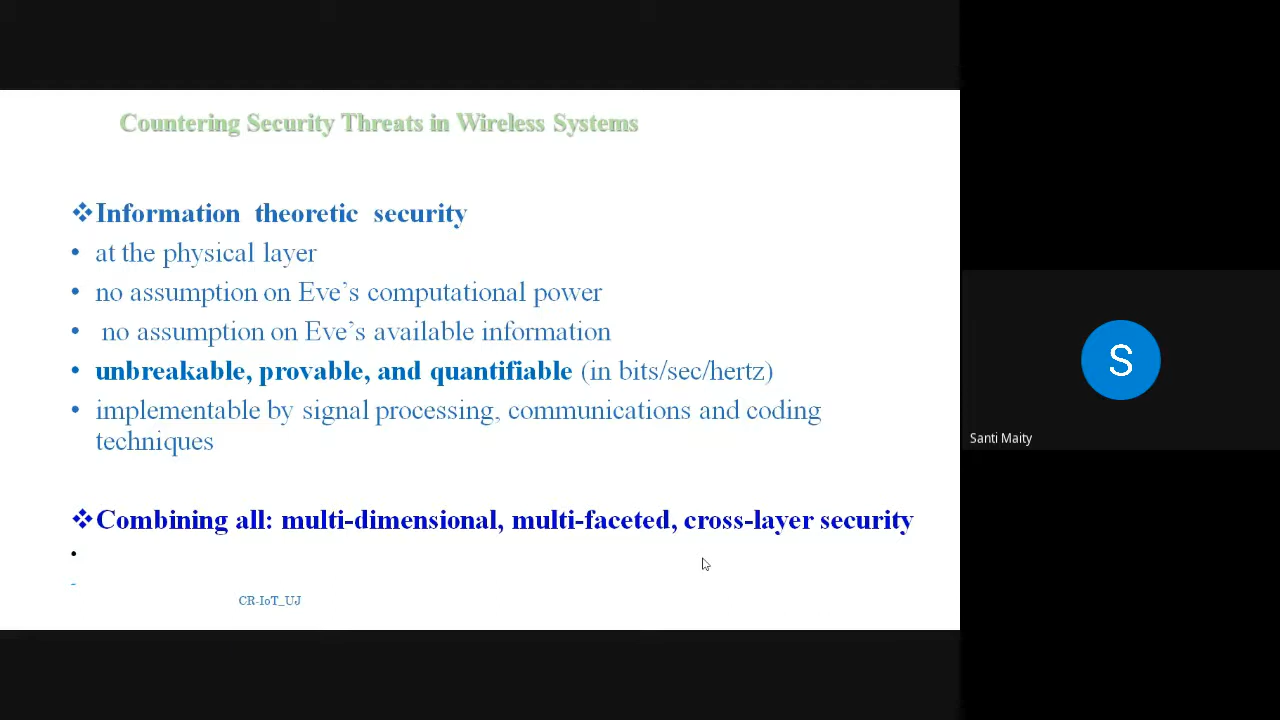 Countering Security Threats in Wireless Systems
❖Information theoretic security
• at the physical layer
• no assumption on Eve's computational power
• no assumption on Eve's available information
• unbreakable, provable, and quantifiable (in bits/sec/hertz)
• implementable by signal processing, communications and coding
techniques
❖Combining all: multi-dimensional, multi-faceted, cross-layer security
•
-
CR-IoT_UJ
S
Santi Maity